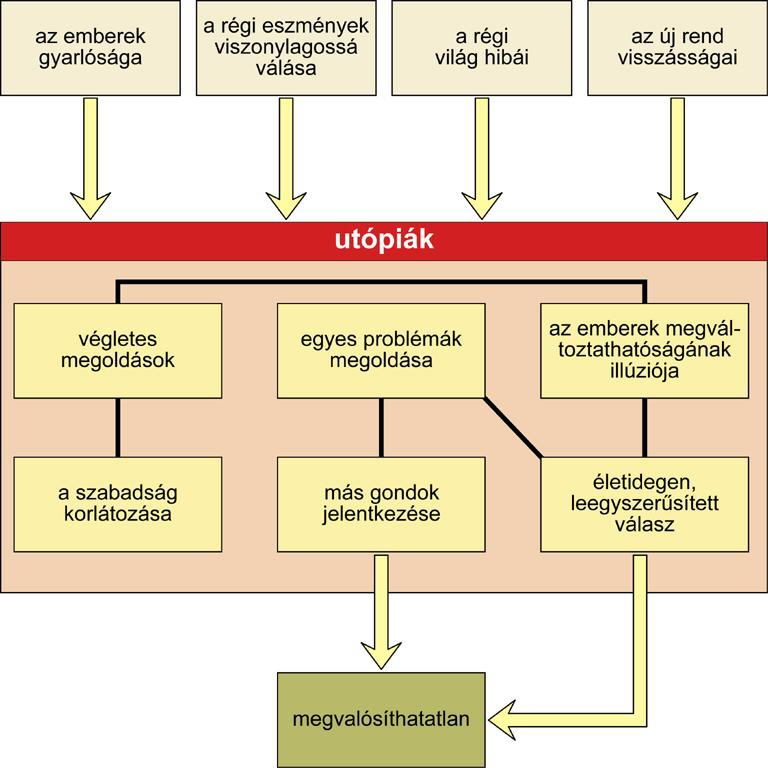 az emberek
gyarlósága
a régi eszmények
viszonylagossá
válása
a régi
világ hibái
az új rend
visszásságai
utópiák
végletes
megoldások
egyes problémák
megoldása
az emberek megvál-
toztathatóságának
illúziója
a szabadság
korlátozása
más gondok
jelentkezése
életidegen,
leegyszerűsített
válasz
megvalósíthatatlan